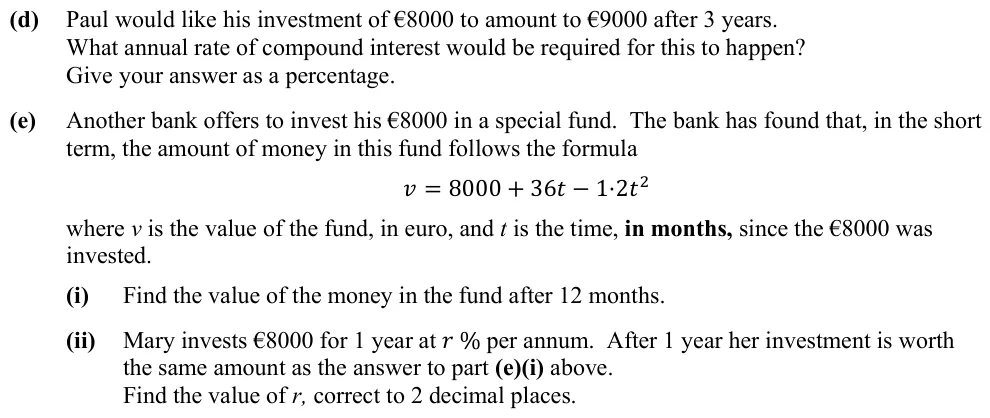 (d) Paul would like his investment of €8000 to amount to €9000 after 3 years.
What annual rate of compound interest would be required for this to happen?
Give your answer as a percentage.
(e) Another bank offers to invest his €8000 in a special fund. The bank has found that, in the short
term, the amount of money in this fund follows the formula
v = 8000 + 36t − 1·2t²
where v is the value of the fund, in euro, and t is the time, in months, since the €8000 was
invested.
(i) Find the value of the money in the fund after 12 months.
(ii) Mary invests €8000 for 1 year at r % per annum. After 1 year her investment is worth
the same amount as the answer to part (e)(i) above.
Find the value of r, correct to 2 decimal places.